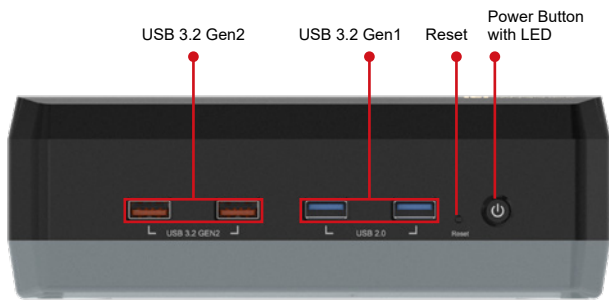 USB 3.2 Gen2
USB 3.2 Gen1
Reset
Power Button
with LED
USB 3.2 GEN2
USB 2.0
Reset